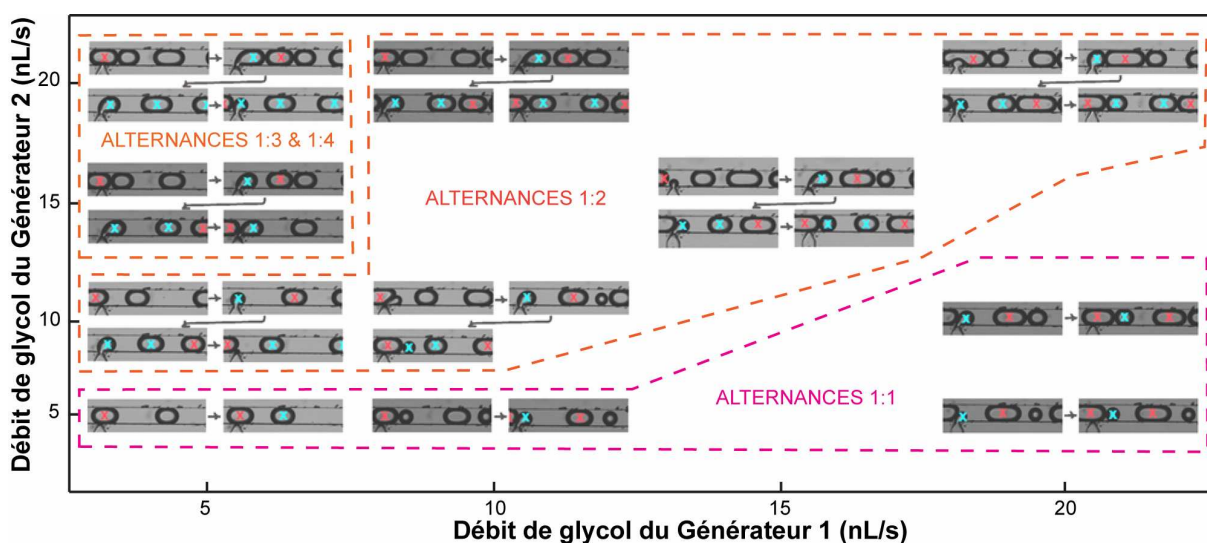 Débit de glycol du Générateur 2 (nL/s)
20
15
10
5
ALTERNANCES 1:3 & 1:4
ALTERNANCES 1:2
ALTERNANCES 1:1
5
10
15
20
Débit de glycol du Générateur 1 (nL/s)